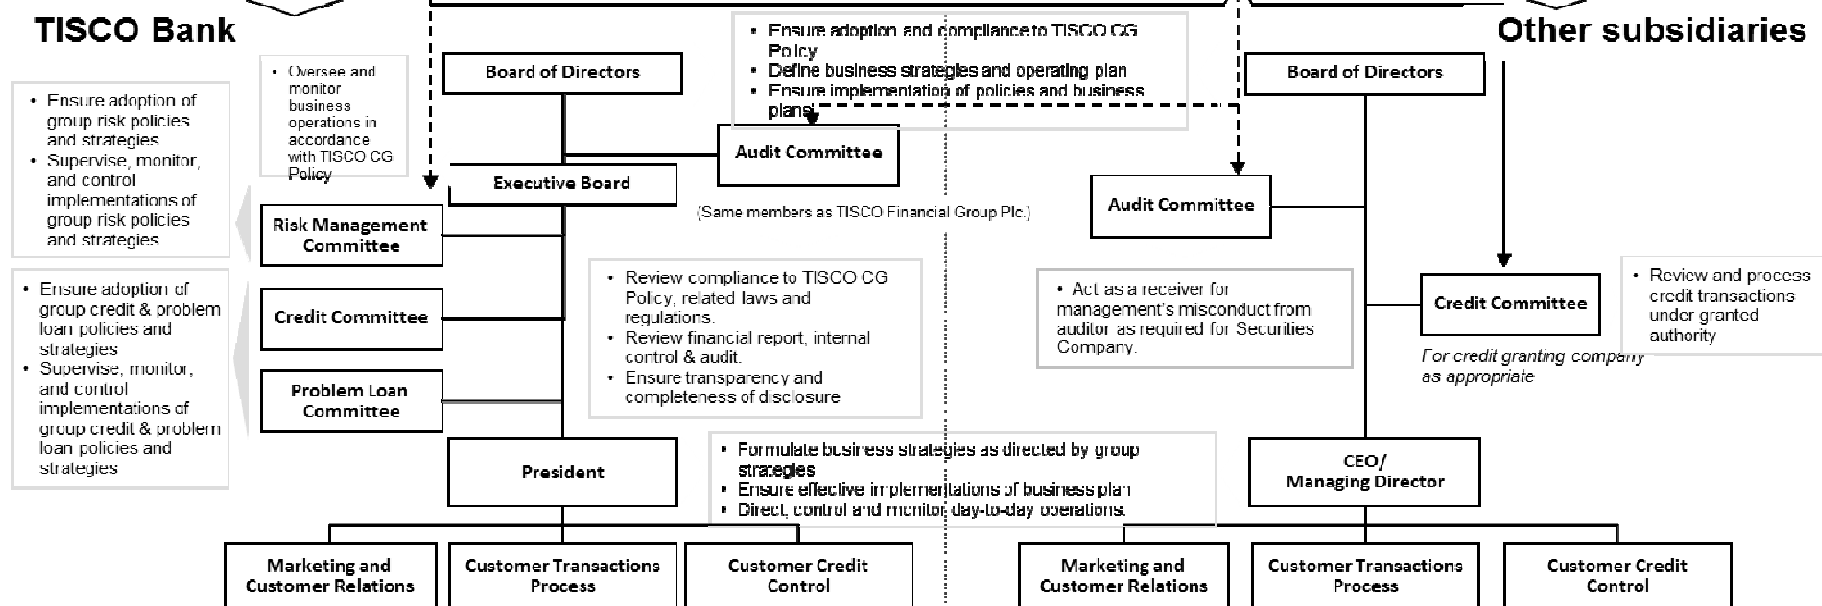 TISCO Bank
Other subsidiaries
• Ensure adoption of
group risk policies
and strategies
• Supervise, monitor,
and control
implementations of
group risk policies
and strategies
• Ensure adoption of
group credit & problem
loan policies and
strategies
• Supervise, monitor,
and control
implementations of
group credit & problem
loan policies and
strategies
• Oversee and
monitor
business
operations in
accordance
with TISCO CG
Policy
Board of Directors
• Ensure adoption and compliance to TISCO CG
Policy
• Define business strategies and operating plan
• Ensure implementation of policies and business
plans
Audit Committee
Executive Board
(Same members as TISCO Financial Group Plc.)
Risk Management
Committee
Credit Committee
Problem Loan
Committee
• Review compliance to TISCO CG
Policy, related laws and
regulations.
• Review financial report, internal
control & audit.
• Ensure transparency and
completeness of disclosure
President
• Formulate business strategies as directed by group
strategies
• Ensure effective implementations of business plan
• Direct, control and monitor day-to-day operations.
Marketing and
Customer Relations
Customer Transactions
Process
Customer Credit
Control
Board of Directors
Audit Committee
• Act as a receiver for
management's misconduct from
auditor as required for Securities
Company.
Credit Committee
For credit granting company
as appropriate
• Review and process
credit transactions
under granted
authority
CEO/
Managing Director
Marketing and
Customer Relations
Customer Transactions
Process
Customer Credit
Control